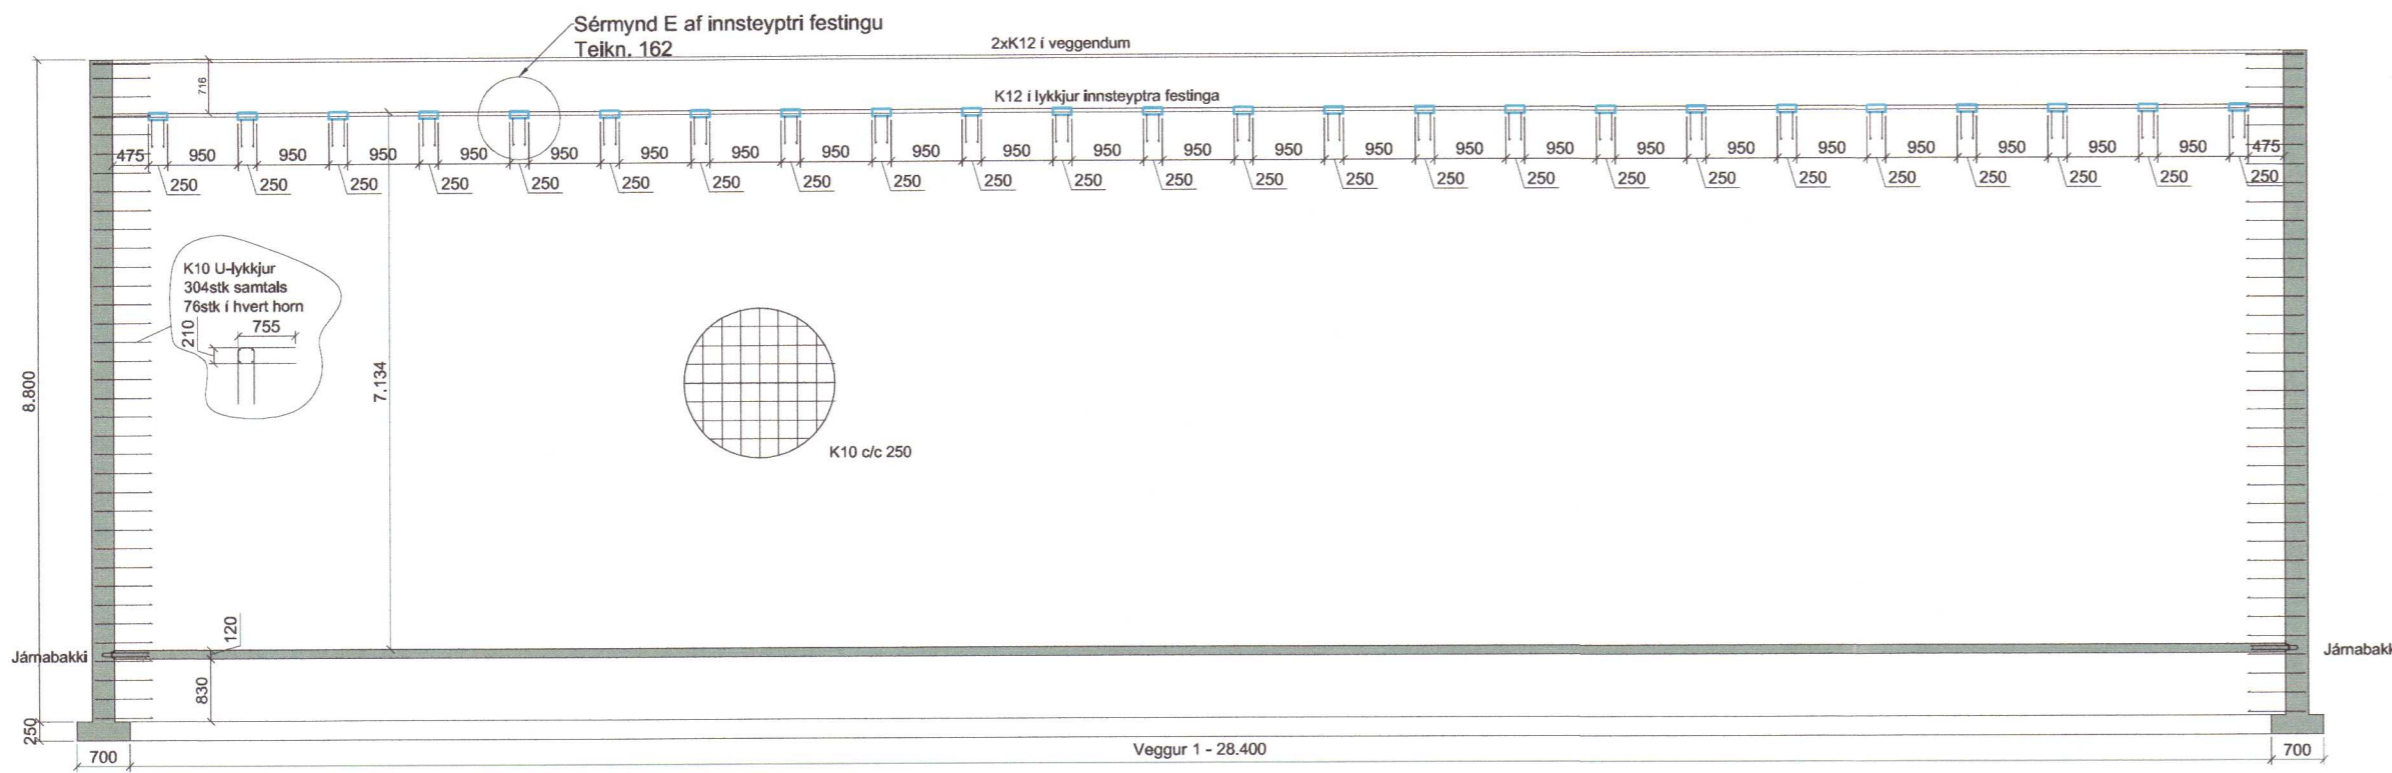 Sérmynd E af innsteyptri festingu
Teikn. 162
2xK12 í veggendum
716
K12 í lykkjur innsteyptra festinga
475 950 950 950 950 950 950 950 950 950 950 950 950 950 950 950 950 950 950 950 950 950 950 950 475
250 250 250 250 250 250 250 250 250 250 250 250 250 250 250 250 250 250 250 250 250 250 250 250
K10 U-lykkjur
304stk samtals
76stk í hvert horn
755
210
8.800
7.134
K10 c/c 250
120
Járnabakki
Járnabakk
830
250
700
Veggur 1 - 28.400
700